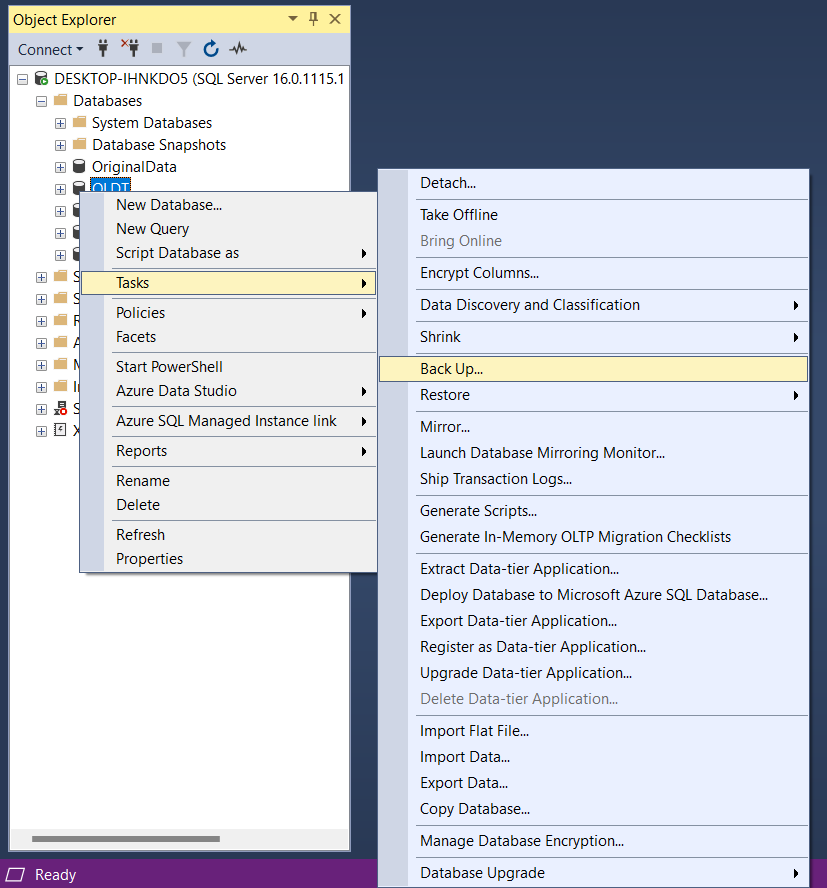 Object Explorer
Connect
DESKTOP-IHNKDO5 (SQL Server 16.0.1115.1
Databases
System Databases
Database Snapshots
OriginalData
New Database...
New Query
Script Database as
Tasks
Policies
Facets
Start PowerShell
Azure Data Studio
Azure SQL Managed Instance link
Reports
Rename
Delete
Refresh
Properties
Detach...
Take Offline
Bring Online
Encrypt Columns...
Data Discovery and Classification
Shrink
Back Up...
Restore
Mirror...
Launch Database Mirroring Monitor...
Ship Transaction Logs...
Generate Scripts...
Generate In-Memory OLTP Migration Checklists
Extract Data-tier Application...
Deploy Database to Microsoft Azure SQL Database...
Export Data-tier Application...
Register as Data-tier Application...
Upgrade Data-tier Application...
Delete Data-tier Application...
Import Flat File...
Import Data...
Export Data...
Copy Database...
Manage Database Encryption...
Database Upgrade
Ready